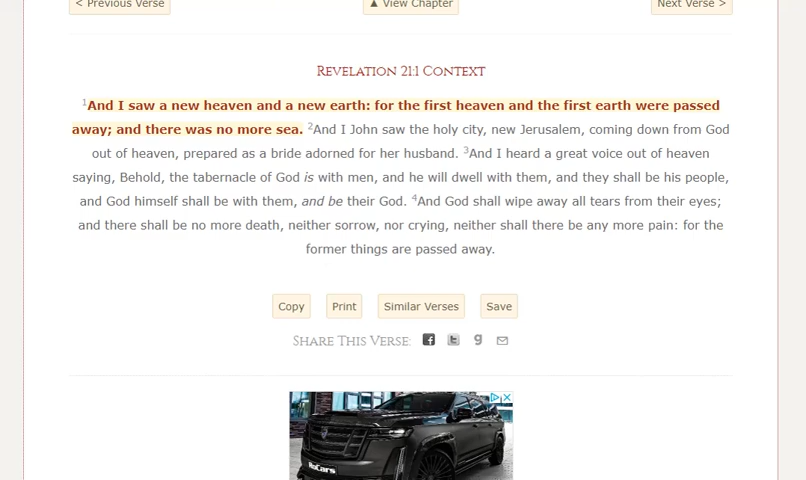 < Previous Verse
▲ View Chapter
Next Verse >
Revelation 21:1 Context
1And I saw a new heaven and a new earth: for the first heaven and the first earth were passed
away; and there was no more sea. 2And I John saw the holy city, new Jerusalem, coming down from God
out of heaven, prepared as a bride adorned for her husband. 3And I heard a great voice out of heaven
saying, Behold, the tabernacle of God is with men, and he will dwell with them, and they shall be his people,
and God himself shall be with them, and be their God. 4And God shall wipe away all tears from their eyes;
and there shall be no more death, neither sorrow, nor crying, neither shall there be any more pain: for the
former things are passed away.
Copy
Print
Similar Verses
Save
Share This Verse:
HoCars